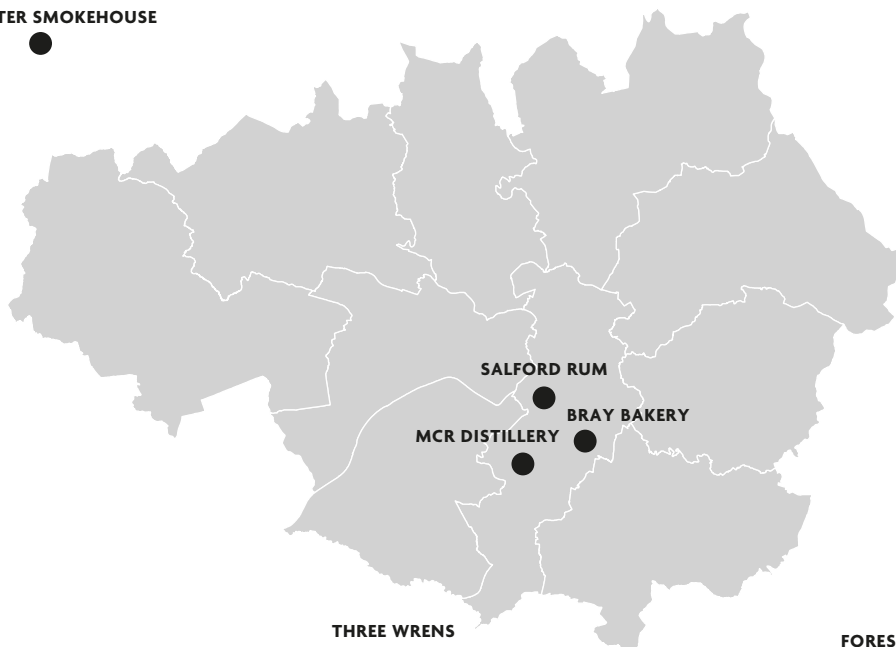 TER SMOKEHOUSE
SALFORD RUM
BRAY BAKERY
MCR DISTILLERY
THREE WRENS
FORES